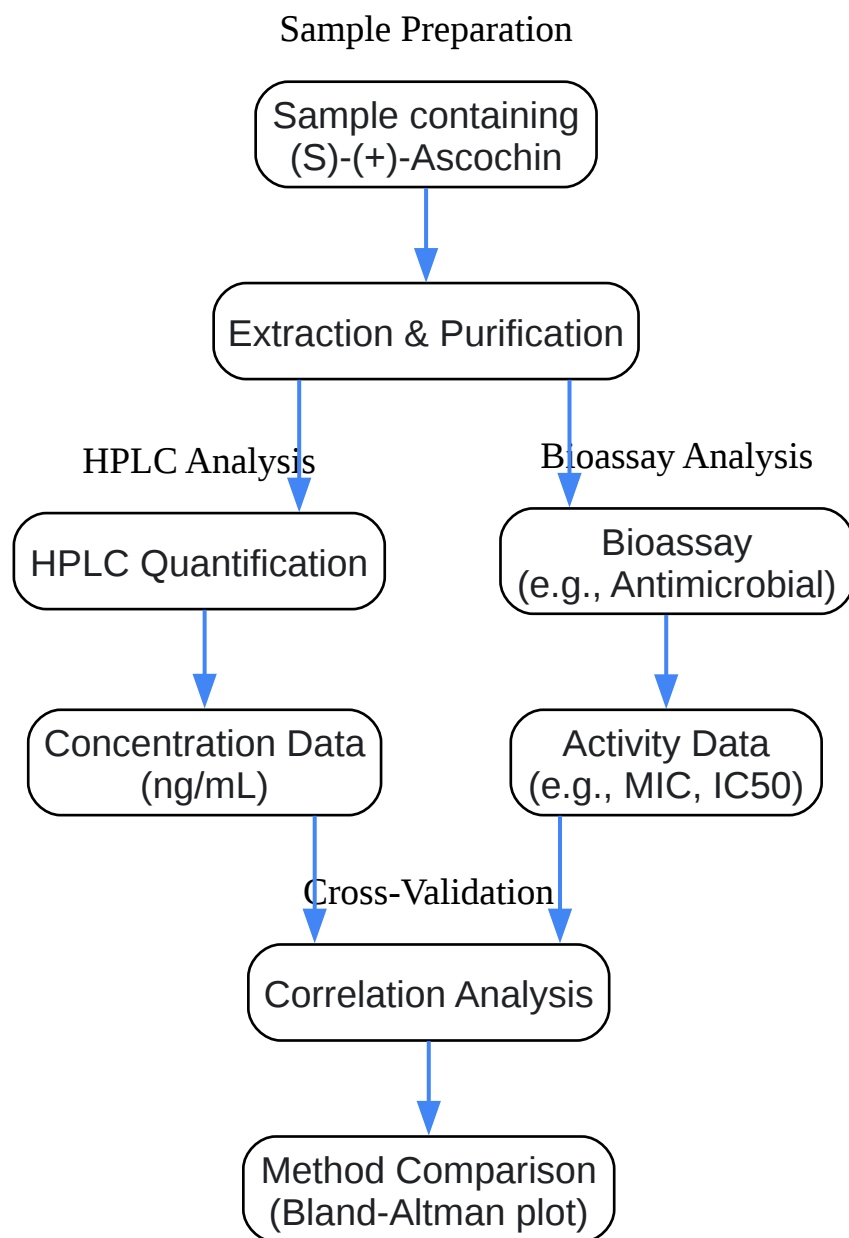 Sample Preparation
Sample containing
(S)-(+)-Ascochin
Extraction & Purification
HPLC Analysis
Bioassay Analysis
HPLC Quantification
Bioassay
(e.g., Antimicrobial)
Concentration Data
(ng/mL)
Activity Data
(e.g., MIC, IC50)
Cross-Validation
Correlation Analysis
Method Comparison
(Bland-Altman plot)